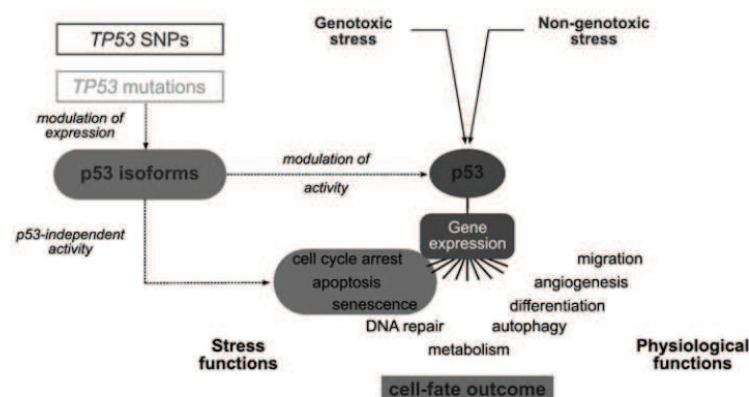 TP53 SNPs
TP53 mutations
modulation of
expression
p53 isoforms
p53-independent
activity
modulation of
activity
Genotoxic
stress
Non-genotoxic
stress
p53
Gene
expression
cell cycle arrest
apoptosis
senescence
DNA repair
metabolism
autophagy
differentiation
angiogenesis
migration
Stress
functions
Physiological
functions
cell-fate outcome